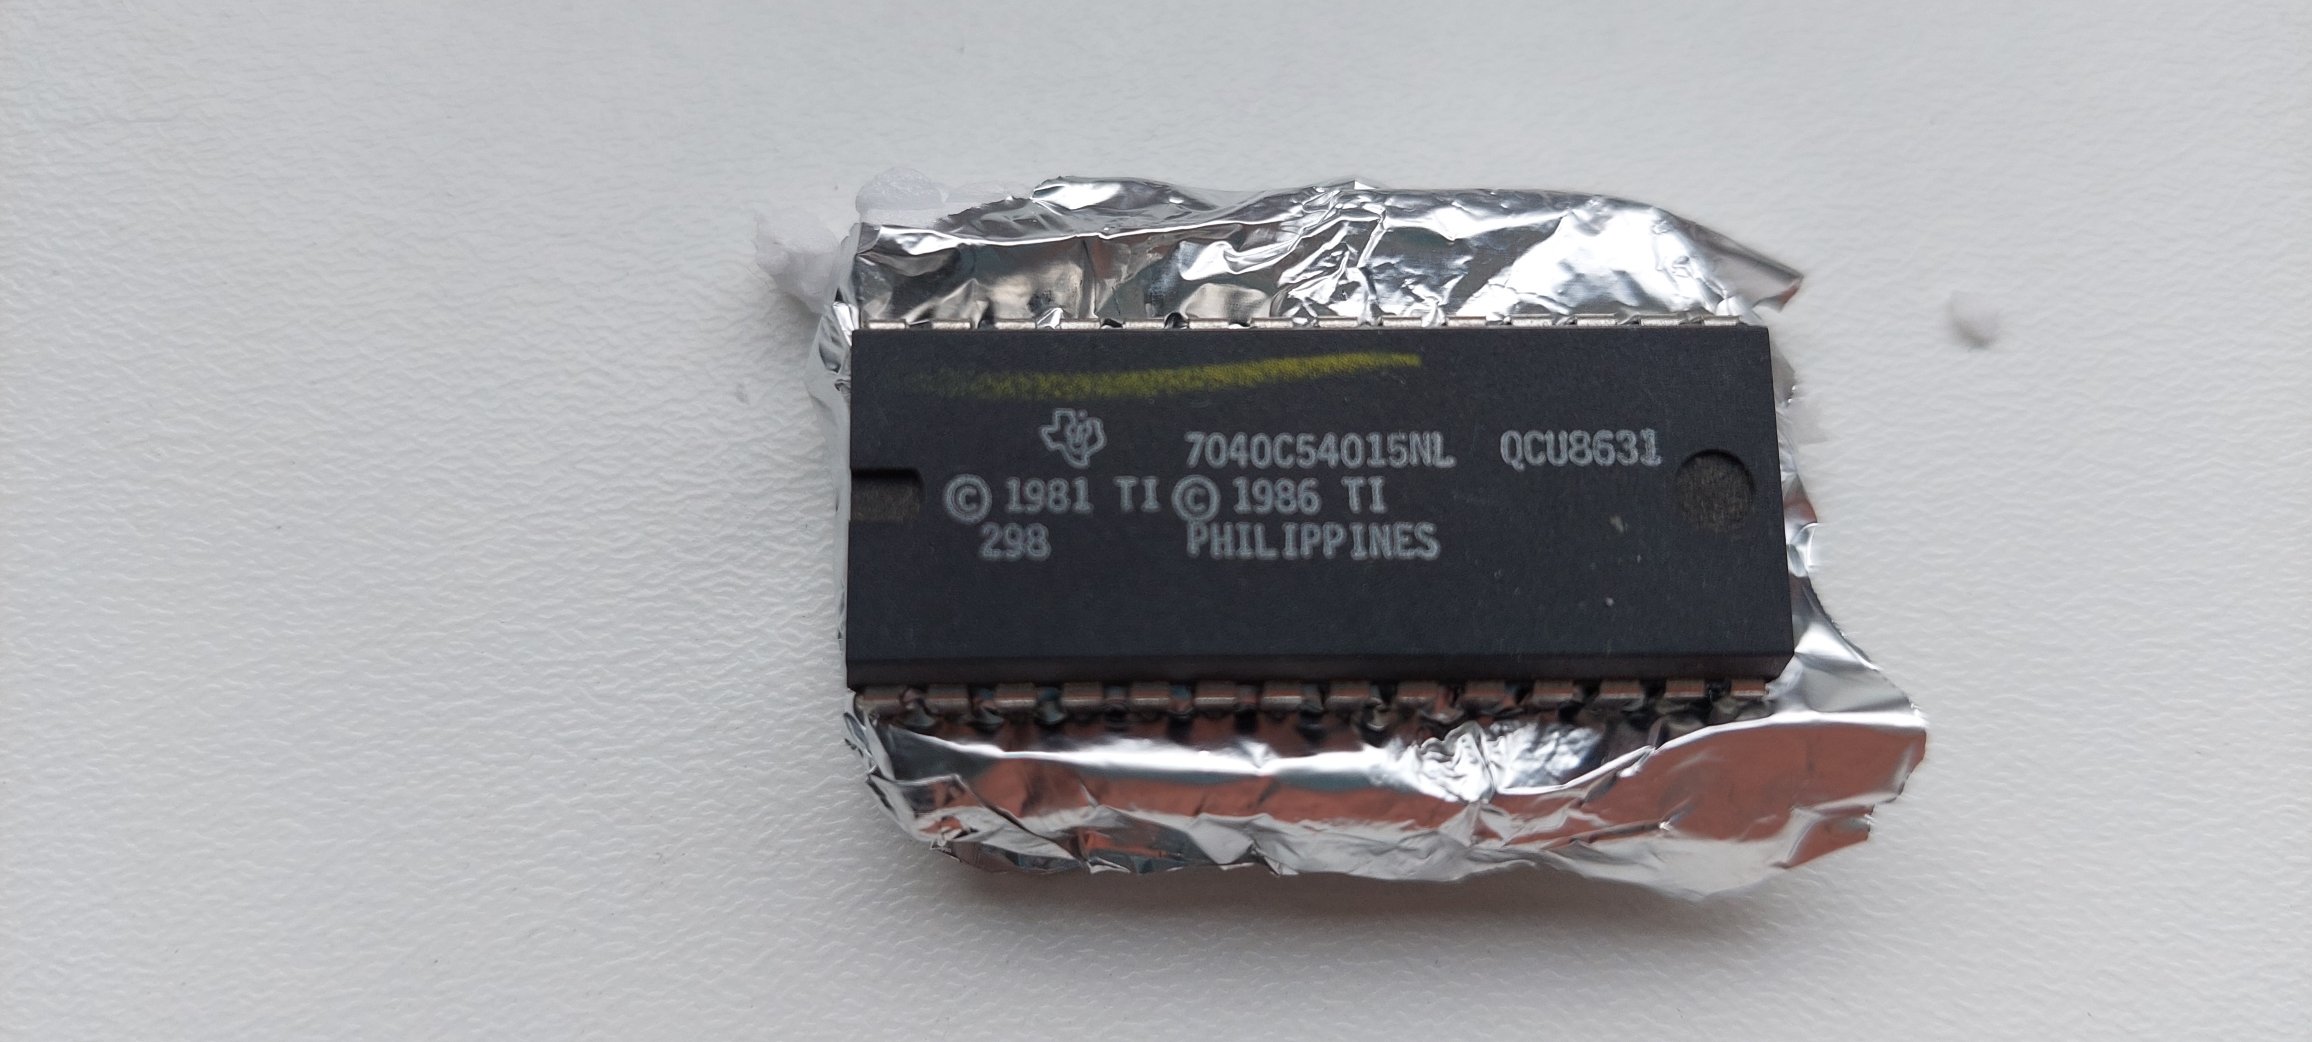 7040C54015NL QCU8631
© 1981 TI © 1986 TI
298 PHILIPPINES